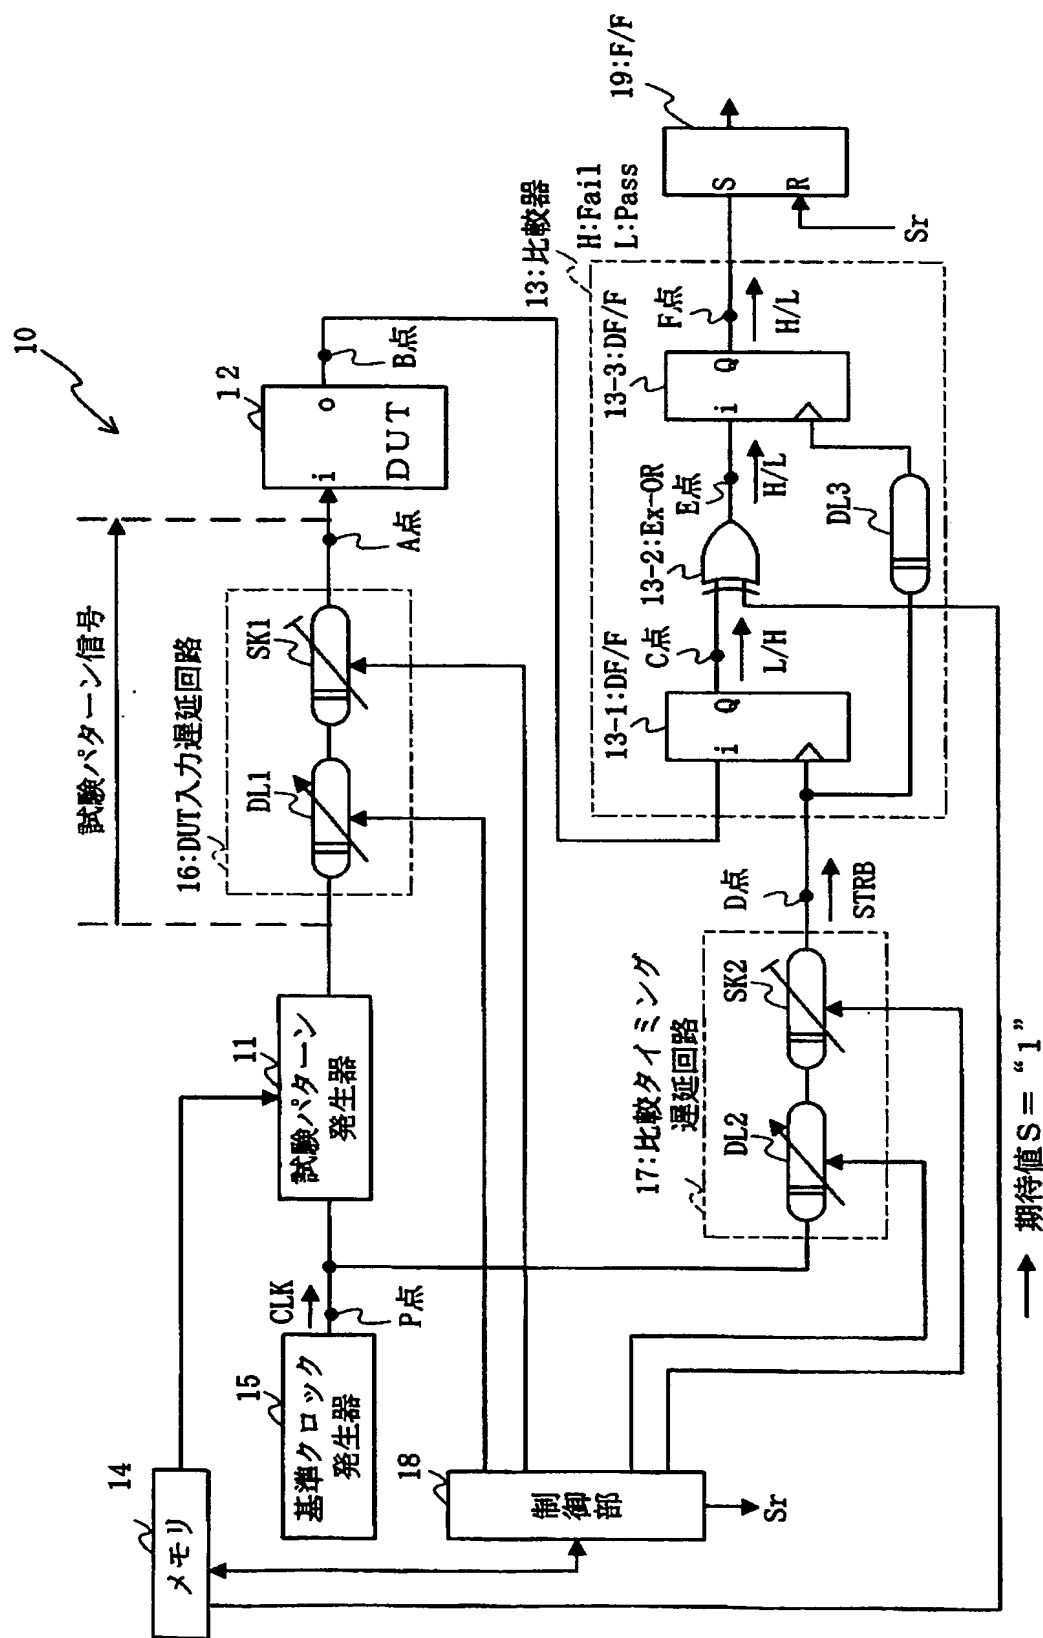 10
試験パターン信号
16:DUT入力遅延回路
DL1
SK1
A点
12
i
o
DUT
B点
14
メモリ
15
基準クロック
発生器
CLK
P点
11
試験パターン
発生器
18
制御部
Sr
17:比較タイミング
遅延回路
DL2
SK2
D点
STRB
13:比較器
H:Fail
L:Pass
13-1:DF/F
i
Q
C点
L/H
13-2:Ex-OR
E点
H/L
13-3:DF/F
i
Q
F点
H/L
DL3
19:F/F
S
R
Sr
期待値S＝“1”